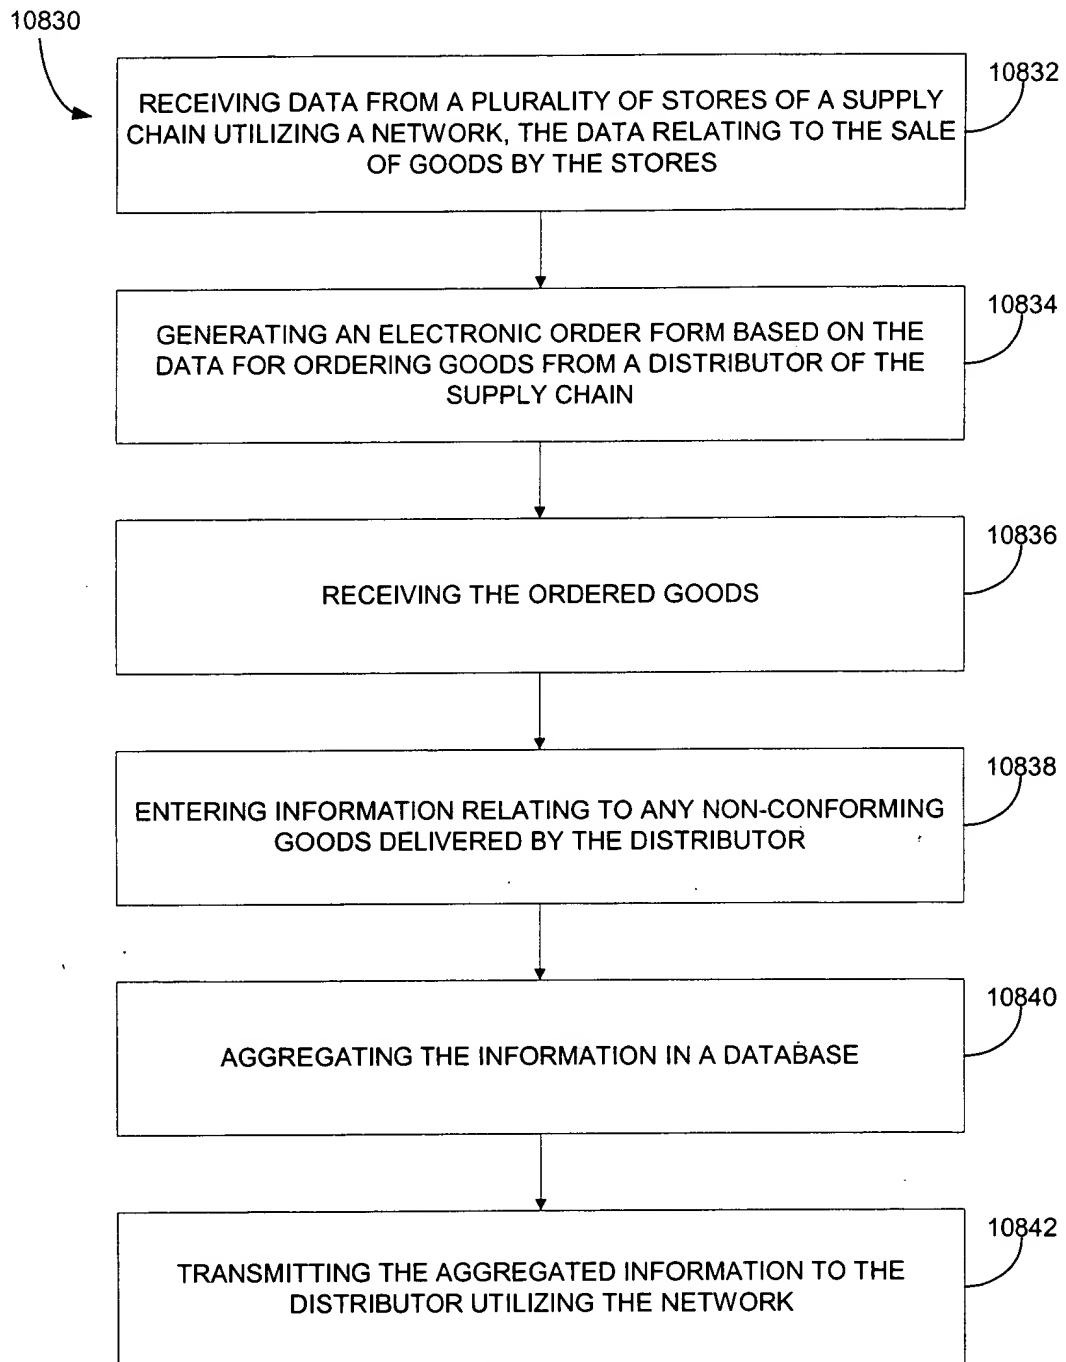 10830
10832
RECEIVING DATA FROM A PLURALITY OF STORES OF A SUPPLY
CHAIN UTILIZING A NETWORK, THE DATA RELATING TO THE SALE
OF GOODS BY THE STORES
10834
GENERATING AN ELECTRONIC ORDER FORM BASED ON THE
DATA FOR ORDERING GOODS FROM A DISTRIBUTOR OF THE
SUPPLY CHAIN
10836
RECEIVING THE ORDERED GOODS
10838
ENTERING INFORMATION RELATING TO ANY NON-CONFORMING
GOODS DELIVERED BY THE DISTRIBUTOR
10840
AGGREGATING THE INFORMATION IN A DATABASE
10842
TRANSMITTING THE AGGREGATED INFORMATION TO THE
DISTRIBUTOR UTILIZING THE NETWORK